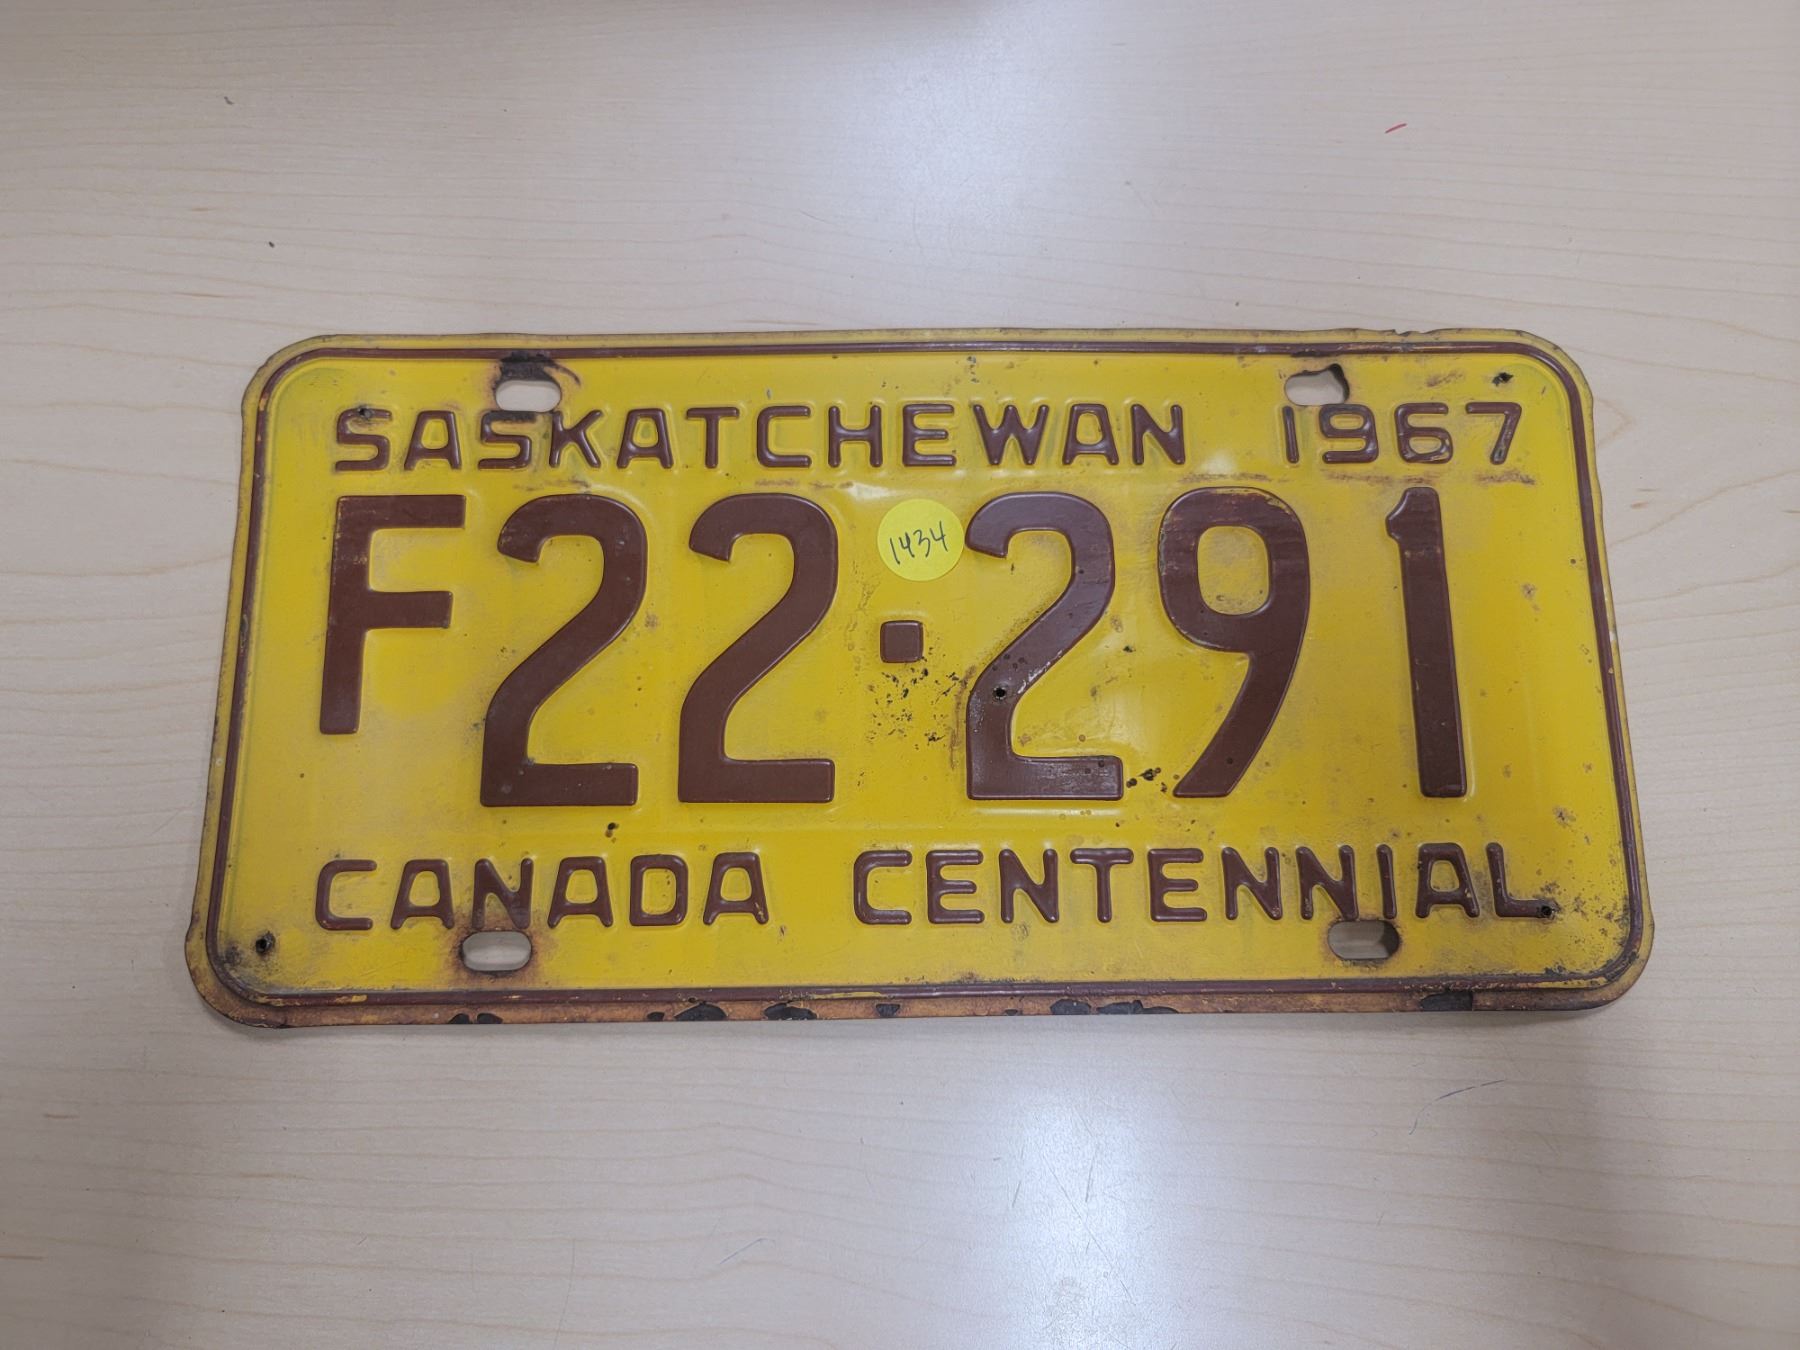 SASKATCHEWAN 1967
1434
F22·291
CANADA CENTENNIAL